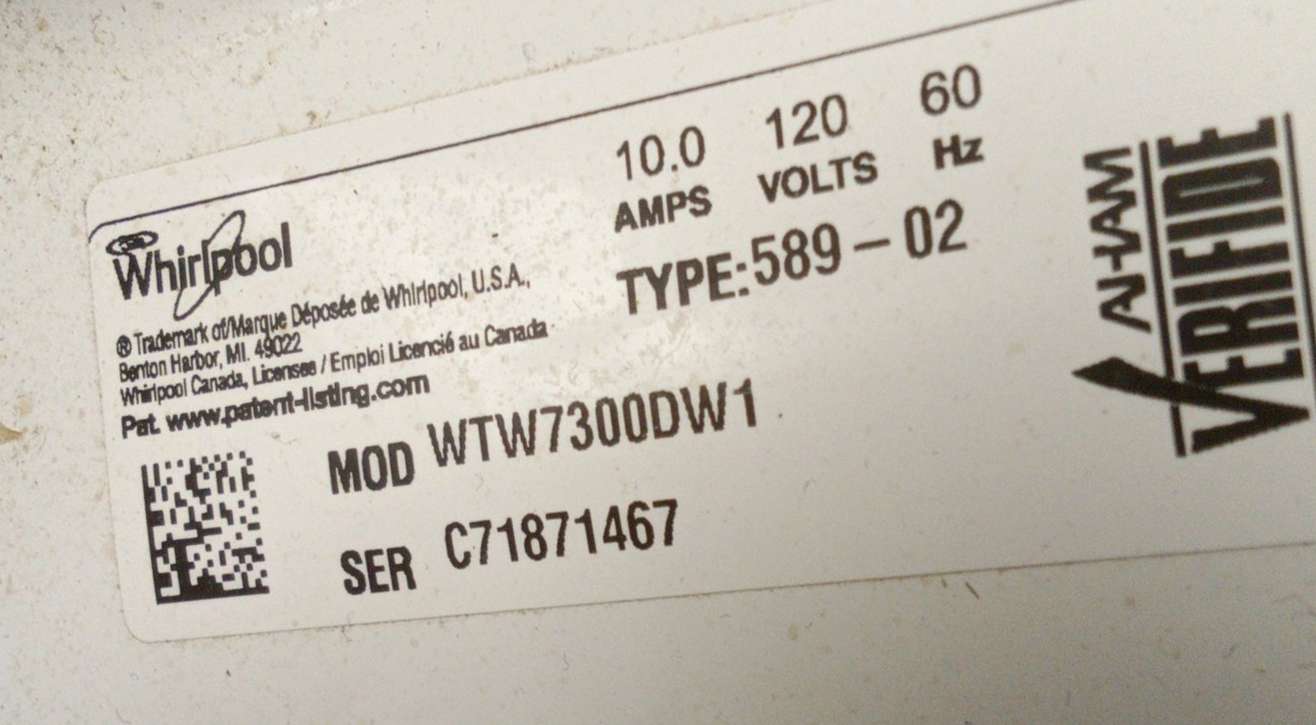 Whirlpool
® Trademark of/Marque Déposée de Whirlpool, U.S.A.,
Benton Harbor, MI. 49022
Whirlpool Canada, Licensee / Emploi Licencié au Canada
Pat. www.patent-listing.com
10.0 120 60
AMPS VOLTS Hz
TYPE:589-02
MOD WTW7300DW1
SER C71871467
AHAM
VERIFIDE